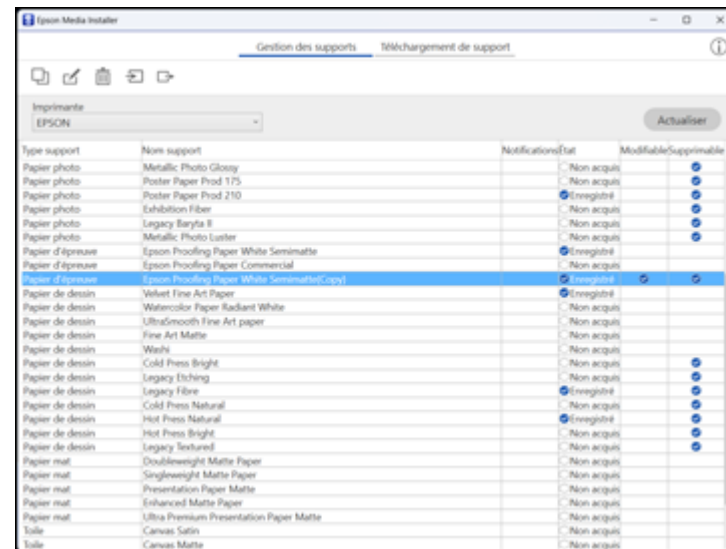 Epson Media Installer
Gestion des supports Téléchargement de support
Imprimante
EPSON
Actualiser
Type support Nom support Notifications État Modifiable Supprimable
Papier photo Metallic Photo Glossy Non acquis
Papier photo Poster Paper Prod 175 Non acquis
Papier photo Poster Paper Prod 210 Enregistré
Papier photo Exhibition Fiber Non acquis
Papier photo Legacy Baryta II Non acquis
Papier photo Metallic Photo Luster Non acquis
Papier d'épreuve Epson Proofing Paper White Semimatte Enregistré
Papier d'épreuve Epson Proofing Paper Commercial Non acquis
Papier d'épreuve Epson Proofing Paper White Semimatte(Copy) Enregistré
Papier de dessin Velvet Fine Art Paper Enregistré
Papier de dessin Watercolor Paper Radiant White Non acquis
Papier de dessin UltraSmooth Fine Art paper Non acquis
Papier de dessin Fine Art Matte Non acquis
Papier de dessin Washi Non acquis
Papier de dessin Cold Press Bright Non acquis
Papier de dessin Legacy Etching Non acquis
Papier de dessin Legacy Fibre Enregistré
Papier de dessin Cold Press Natural Non acquis
Papier de dessin Hot Press Natural Enregistré
Papier de dessin Hot Press Bright Non acquis
Papier de dessin Legacy Textured Non acquis
Papier mat Doubleweight Matte Paper Non acquis
Papier mat Singleweight Matte Paper Non acquis
Papier mat Presentation Paper Matte Non acquis
Papier mat Enhanced Matte Paper Non acquis
Papier mat Ultra Premium Presentation Paper Matte Non acquis
Toile Canvas Satin Non acquis
Toile Canvas Matte Non acquis